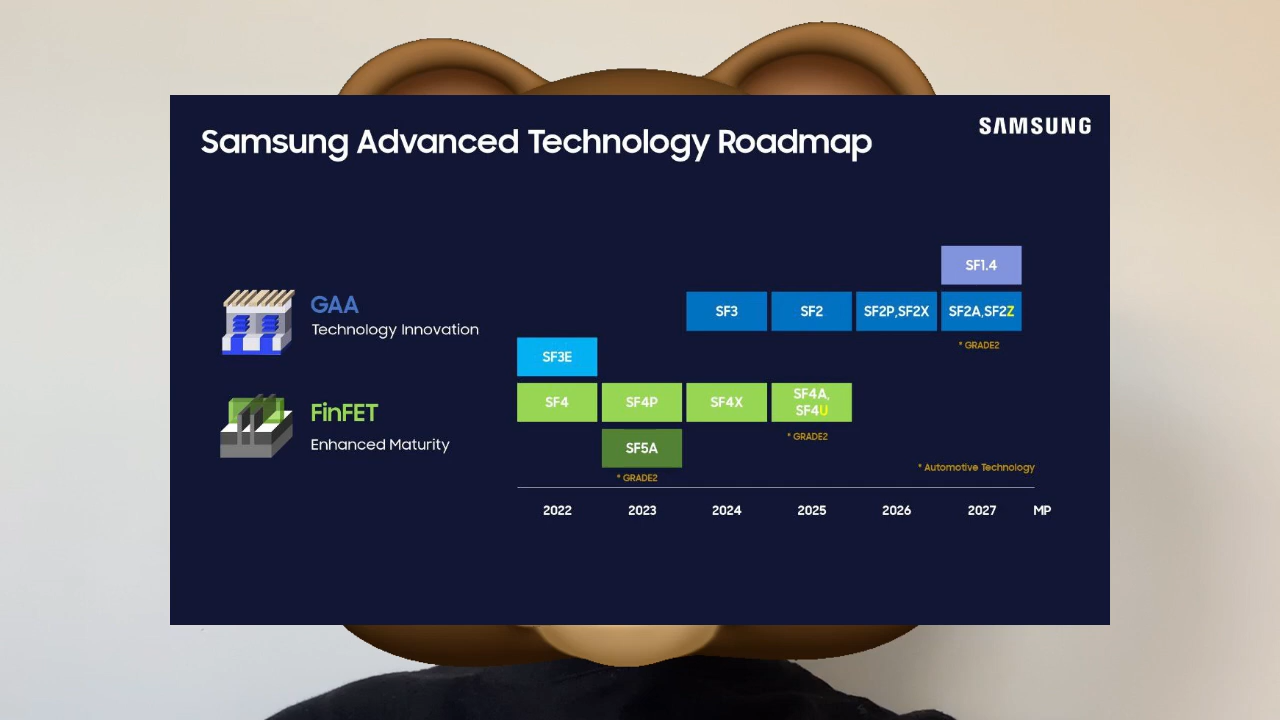 SAMSUNG
Samsung Advanced Technology Roadmap
SF1.4
GAA
Technology Innovation
SF3
SF2
SF2P,SF2X
SF2A,SF2Z
* GRADE2
SF3E
FinFET
Enhanced Maturity
SF4
SF4P
SF4X
SF4A,
SF4U
* GRADE2
SF5A
* GRADE2
* Automotive Technology
2022
2023
2024
2025
2026
2027
MP